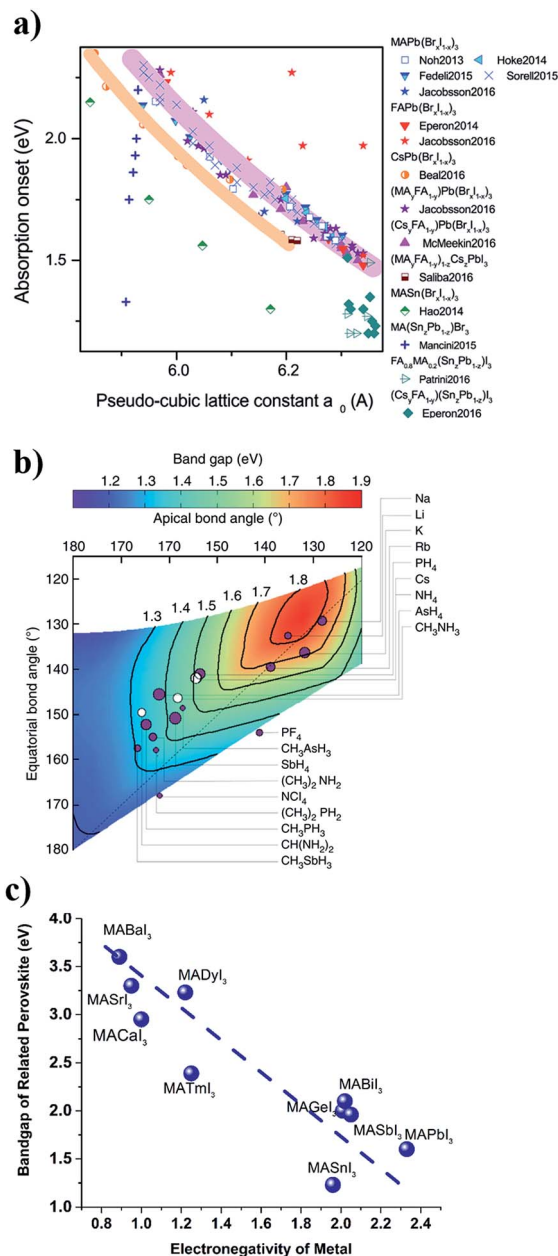 a)
Absorption onset (eV)
2.0
1.5
6.0
6.2
Pseudo-cubic lattice constant a ₀ (A)
MAPb(BrₓI₁₋ₓ)₃
Noh2013
Hoke2014
Fedeli2015
Sorell2015
Jacobsson2016
FAPb(BrₓI₁₋ₓ)₃
Eperon2014
Jacobsson2016
CsPb(BrₓI₁₋ₓ)₃
Beal2016
(MAyFA₁₋y)Pb(BrₓI₁₋ₓ)₃
Jacobsson2016
(CsyFA₁₋y)Pb(BrₓI₁₋ₓ)₃
McMeekin2016
(MAyFA₁₋y)₁₋zCszPbI₃
Saliba2016
MASn(BrₓI₁₋ₓ)₃
Hao2014
MA(SnzPb₁₋z)Br₃
Mancini2015
FA₀.₈MA₀.₂(SnzPb₁₋z)I₃
Patrini2016
(CsyFA₁₋y)(SnzPb₁₋z)I₃
Eperon2016
b)
Band gap (eV)
1.2 1.3 1.4 1.5 1.6 1.7 1.8 1.9
Apical bond angle (°)
180 170 160 150 140 130 120
Equatorial bond angle (°)
120
130
140
150
160
170
180
1.3 1.4 1.5 1.6 1.7 1.8
Na
Li
K
Rb
PH₄
Cs
NH₄
AsH₄
CH₃NH₃
PF₄
CH₃AsH₃
SbH₄
(CH₃)₂ NH₂
NCl₄
(CH₃)₂ PH₂
CH₃PH₃
CH(NH₂)₂
CH₃SbH₃
c)
Bandgap of Related Perovskite (eV)
4.0
3.5
3.0
2.5
2.0
1.5
1.0
MABaI₃
MASrI₃
MADyI₃
MACaI₃
MATmI₃
MABiI₃
MAGeI₃
MASbI₃
MAPbI₃
MASnI₃
0.8 1.0 1.2 1.4 1.6 1.8 2.0 2.2 2.4
Electronegativity of Metal